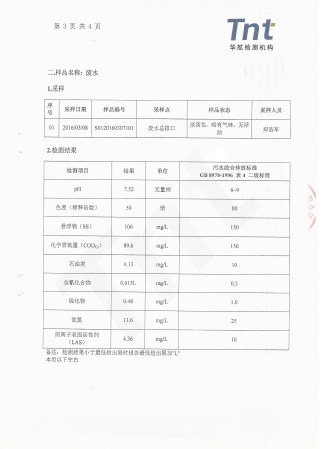 第 3 页 共 4 页
Tnt
华航检测机构
二.样品名称: 废水
1.采样
序号 采样日期 样品编号 采样点 样品状态 采样人员
01 2016/03/08 S0120160307101 废水总排口 淡黄色、略有气味、无浮油
2.检测结果
检测项目 结果 单位 污水综合排放标准 GB 8978-1996 表 4 二级标准
pH 7.52 无量纲 6~9
色度（稀释倍数） 50 倍 80
悬浮物（SS） 106 mg/L 150
化学需氧量（CODCr） 89.6 mg/L 150
石油类 4.13 mg/L 10
总氰化合物 0.013L mg/L 0.5
硫化物 0.48 mg/L 1.0
氨氮 13.6 mg/L 25
阴离子表面活性剂（LAS） 4.36 mg/L 10
备注：检测结果小于最低检出限时报告最低检出限加"L"
本页以下空白